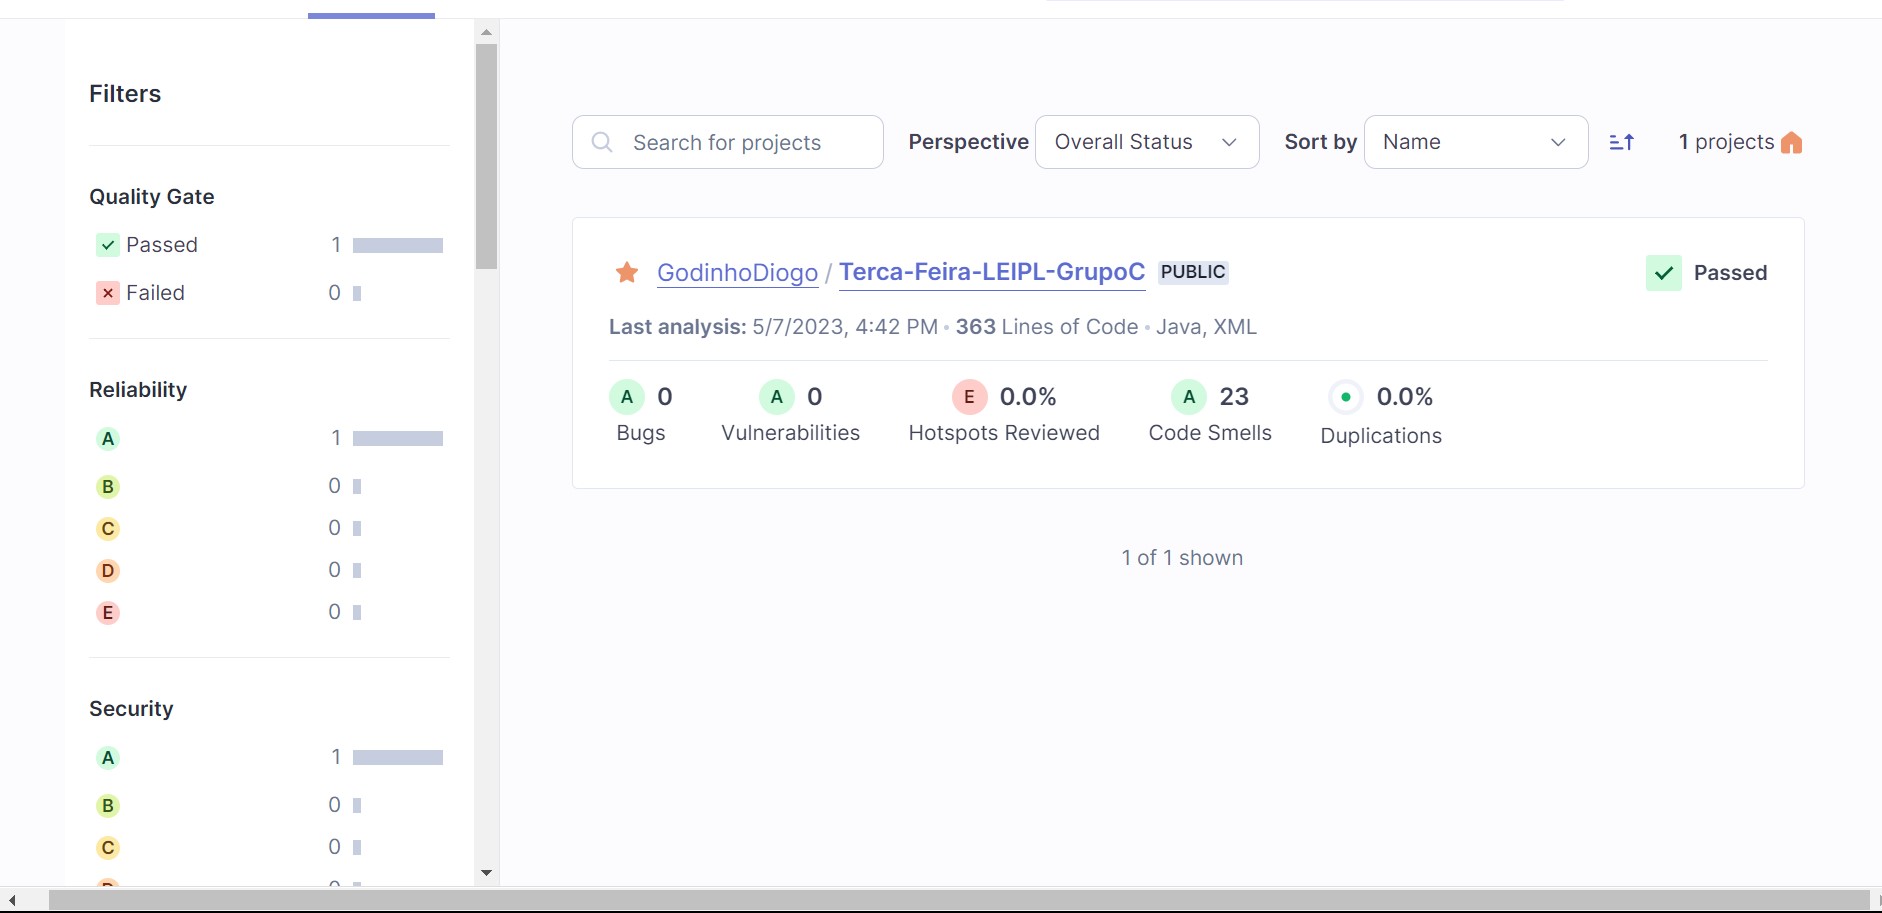 Filters
Quality Gate
Passed 1
Failed 0
Reliability
A 1
B 0
C 0
D 0
E 0
Security
A 1
B 0
C 0
D 0
Search for projects Perspective Overall Status Sort by Name 1 projects
GodinhoDiogo / Terca-Feira-LEIPL-GrupoC PUBLIC Passed
Last analysis: 5/7/2023, 4:42 PM • 363 Lines of Code • Java, XML
A 0 A 0 E 0.0% A 23 0.0%
Bugs Vulnerabilities Hotspots Reviewed Code Smells Duplications
1 of 1 shown